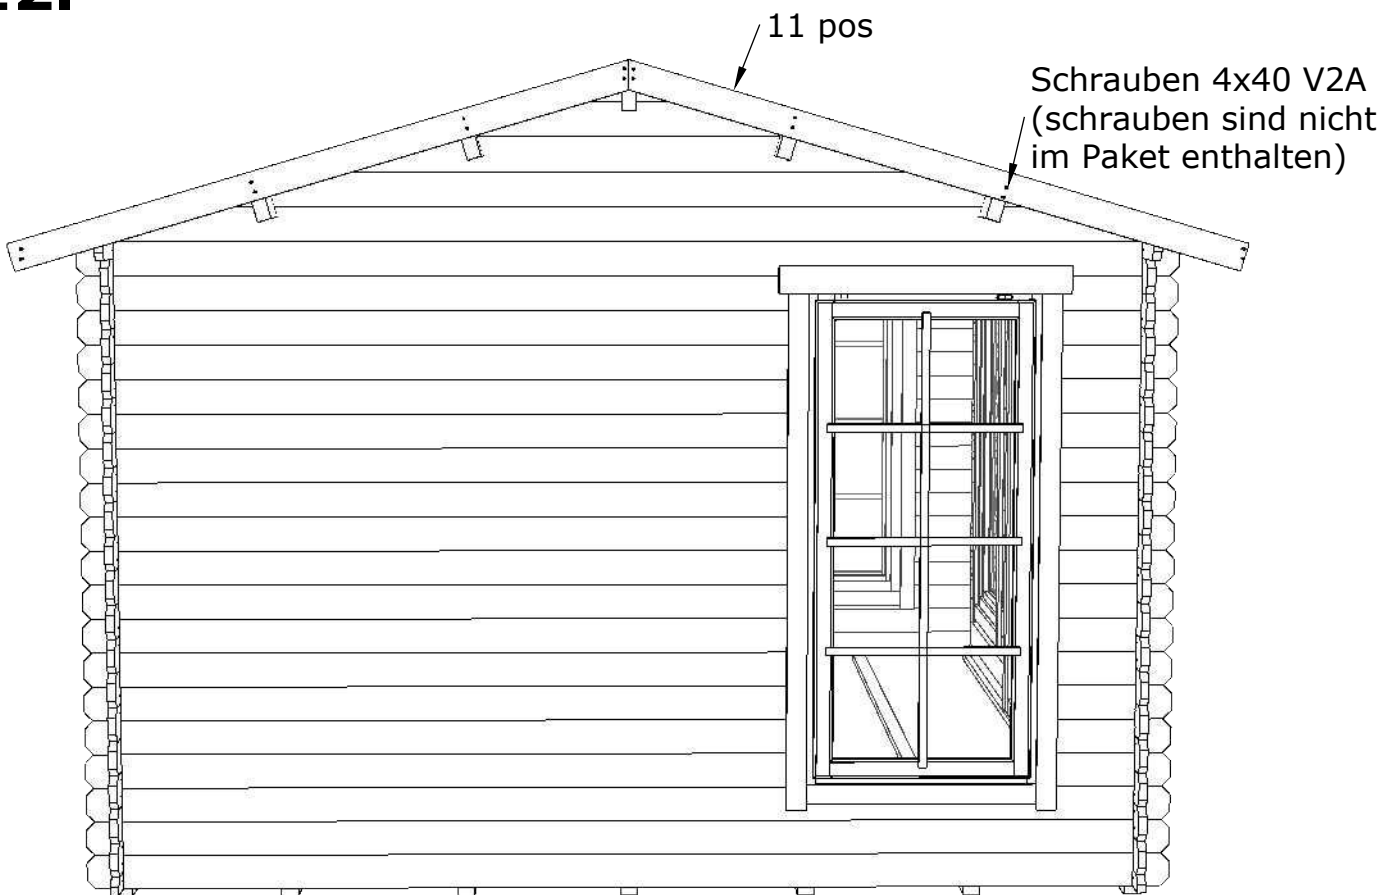 11 pos
Schrauben 4x40 V2A
(schrauben sind nicht
im Paket enthalten)